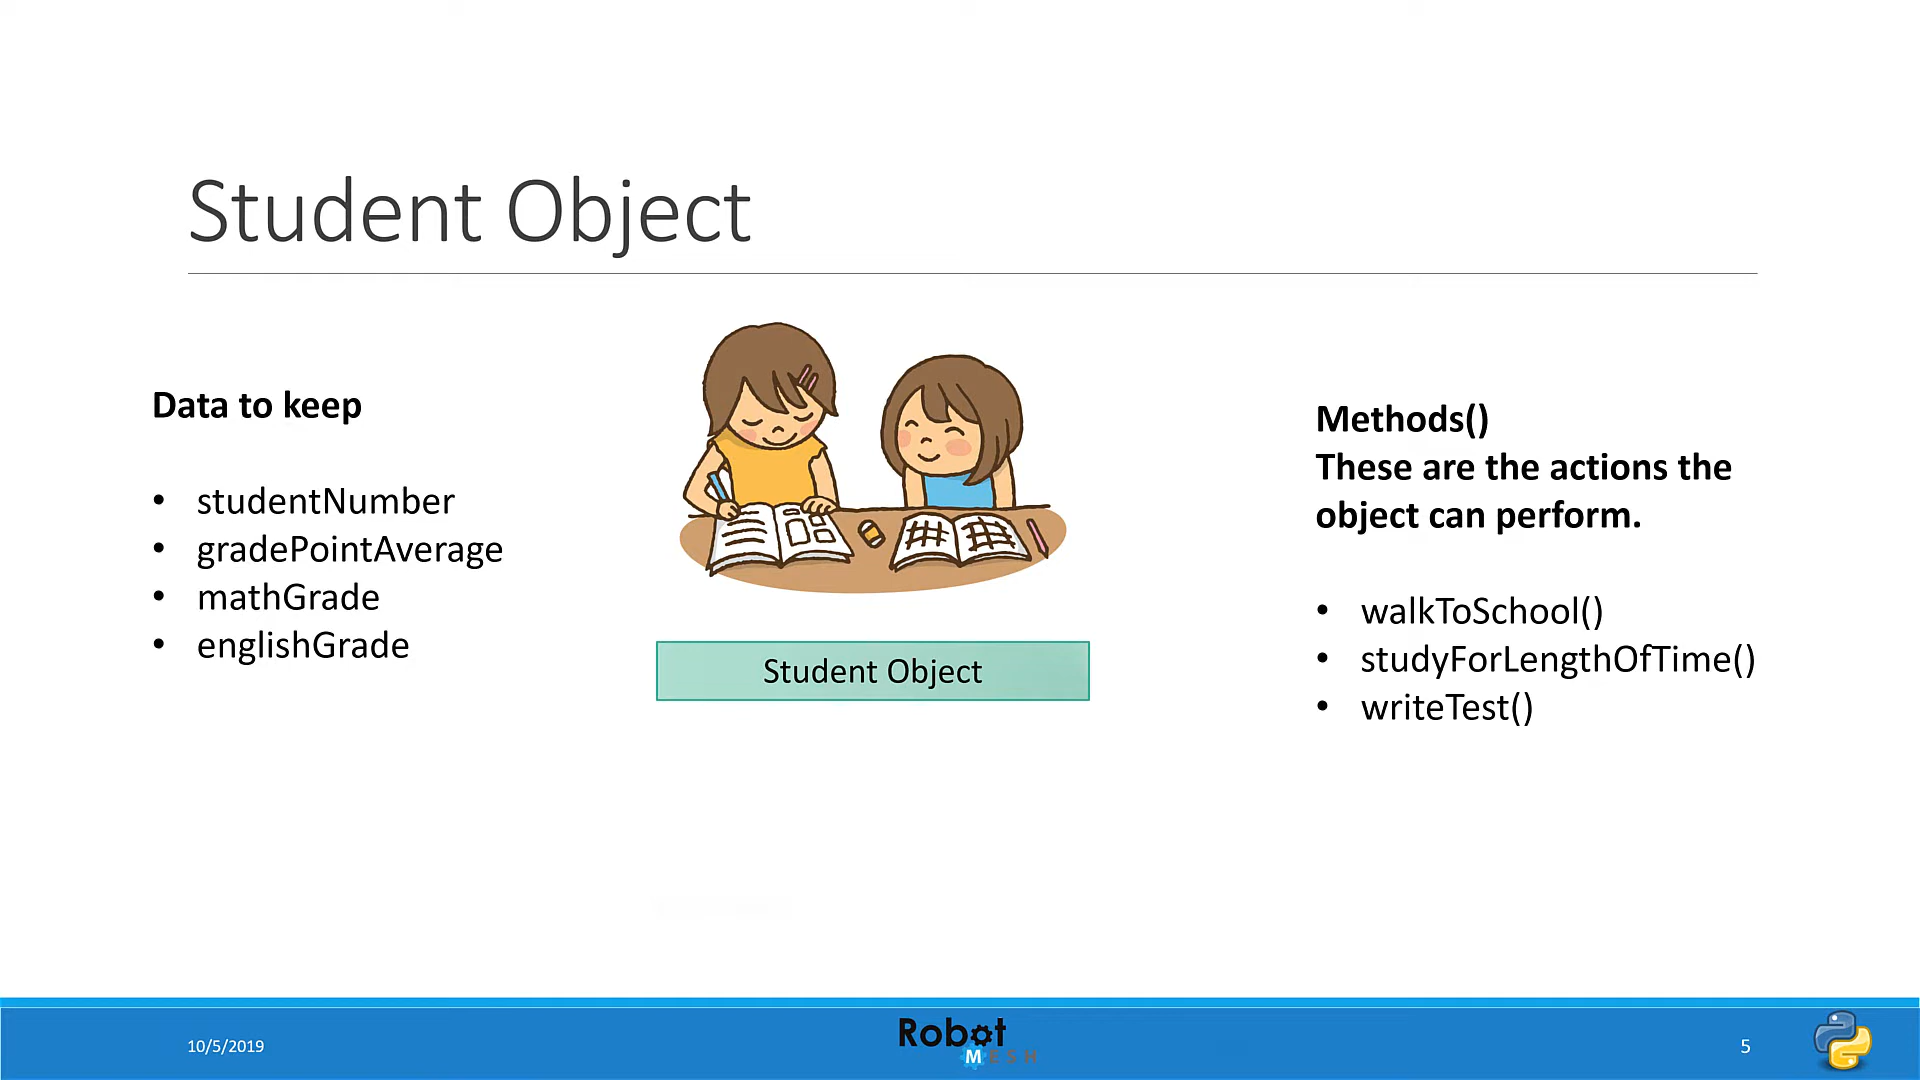 Student Object
Data to keep
• studentNumber
• gradePointAverage
• mathGrade
• englishGrade
Student Object
Methods()
These are the actions the
object can perform.
• walkToSchool()
• studyForLengthOfTime()
• writeTest()
10/5/2019
Robot
MESH
5